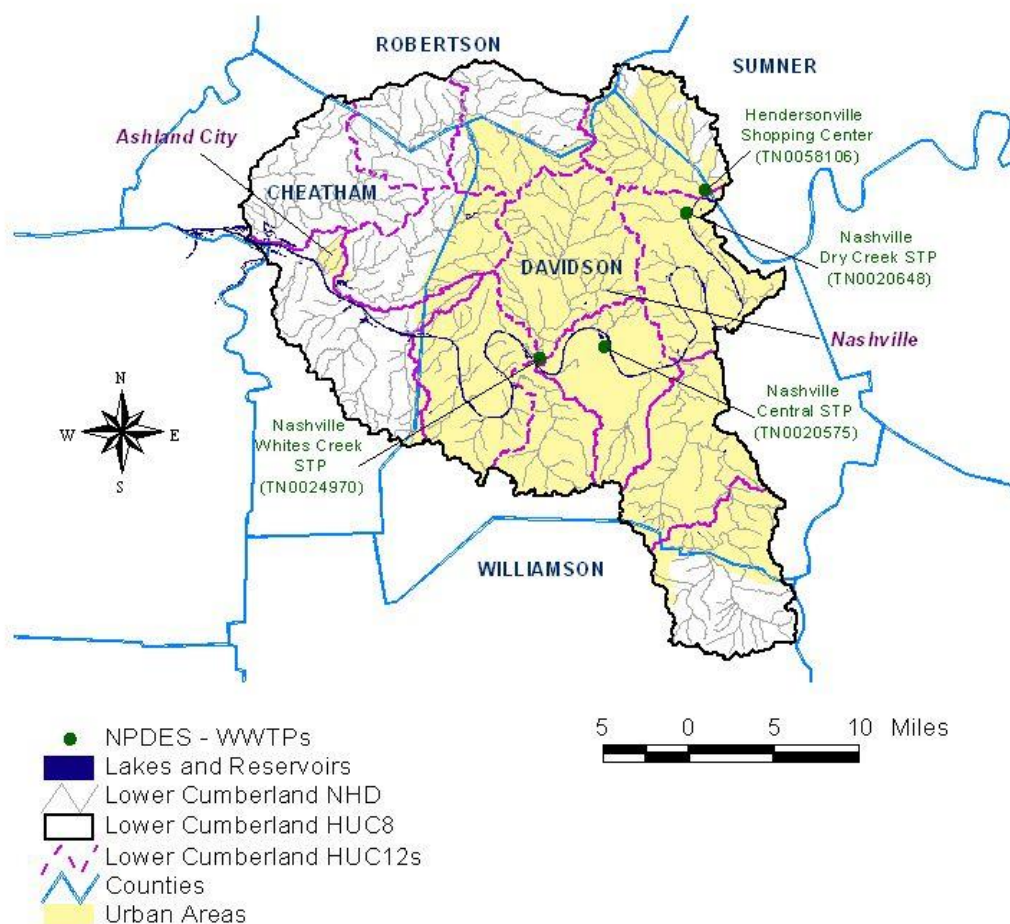 ROBERTSON
SUMNER
Hendersonville
Shopping Center
(TN0058106)
Ashland City
CHEATHAM
Nashville
Dry Creek STP
(TN0020648)
DAVIDSON
Nashville
N
W
E
S
Nashville
Whites Creek
STP
(TN0024970)
Nashville
Central STP
(TN0020575)
WILLIAMSON
5 0 5 10 Miles
NPDES - WWTPs
Lakes and Reservoirs
Lower Cumberland NHD
Lower Cumberland HUC8
Lower Cumberland HUC12s
Counties
Urban Areas